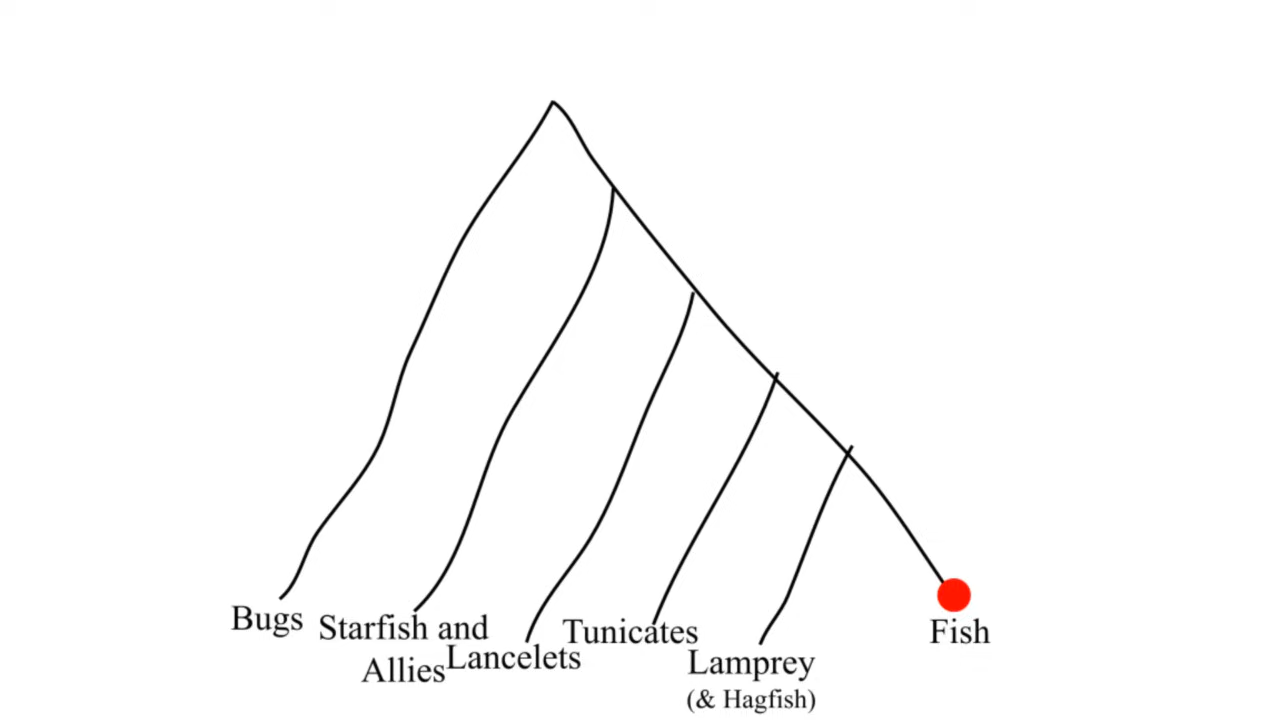 Bugs
Starfish and
Allies
Lancelets
Tunicates
Lamprey
(& Hagfish)
Fish